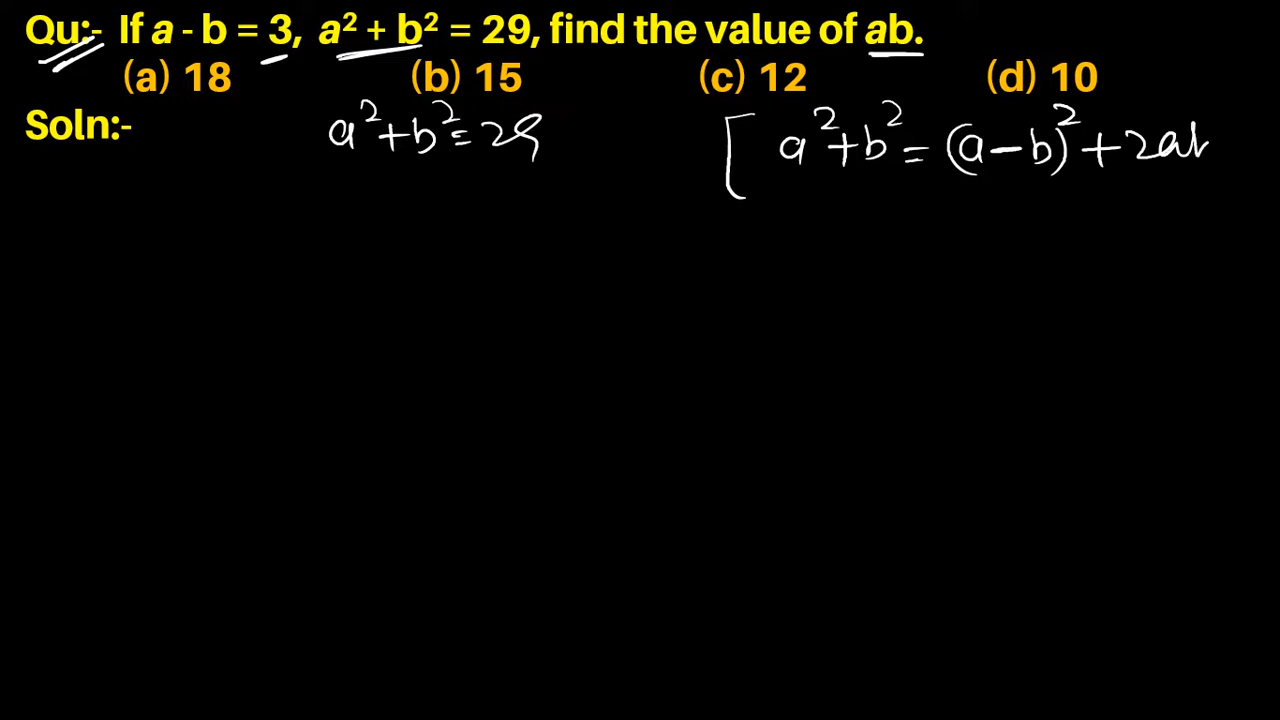 Qu:- If a - b = 3, a² + b² = 29, find the value of ab.
(a) 18 (b) 15 (c) 12 (d) 10
Soln:- a²+b²=29 [ a²+b² = (a-b)²+2ab